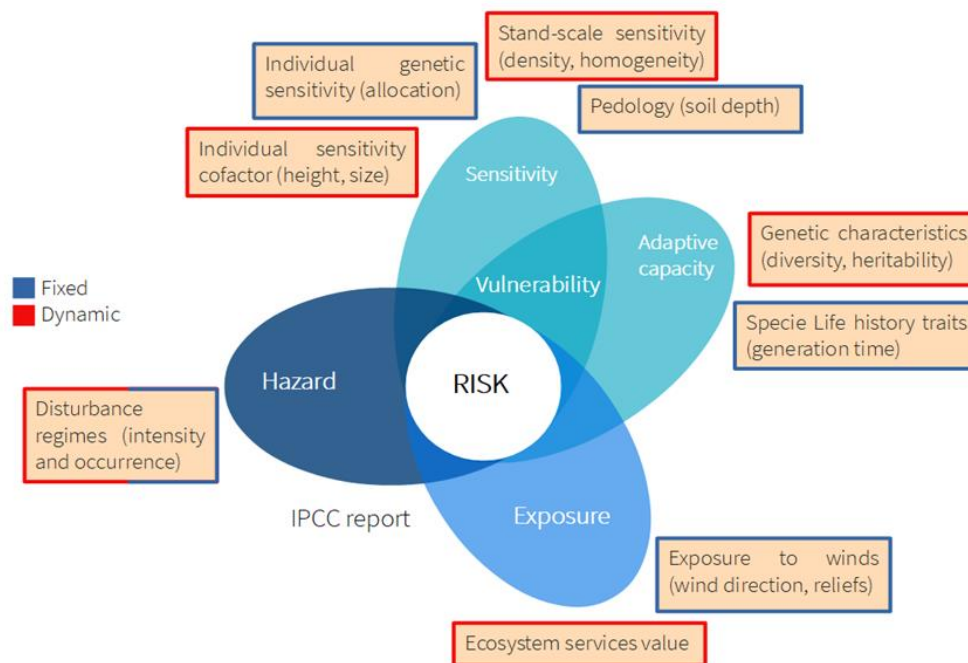 Stand-scale sensitivity
(density, homogeneity)
Individual genetic
sensitivity (allocation)
Pedology (soil depth)
Individual sensitivity
cofactor (height, size)
Sensitivity
Genetic characteristics
(diversity, heritability)
Adaptive
capacity
Fixed
Dynamic
Vulnerability
Specie Life history traits
(generation time)
Hazard
RISK
Disturbance
regimes (intensity
and occurrence)
IPCC report
Exposure
Exposure to winds
(wind direction, reliefs)
Ecosystem services value